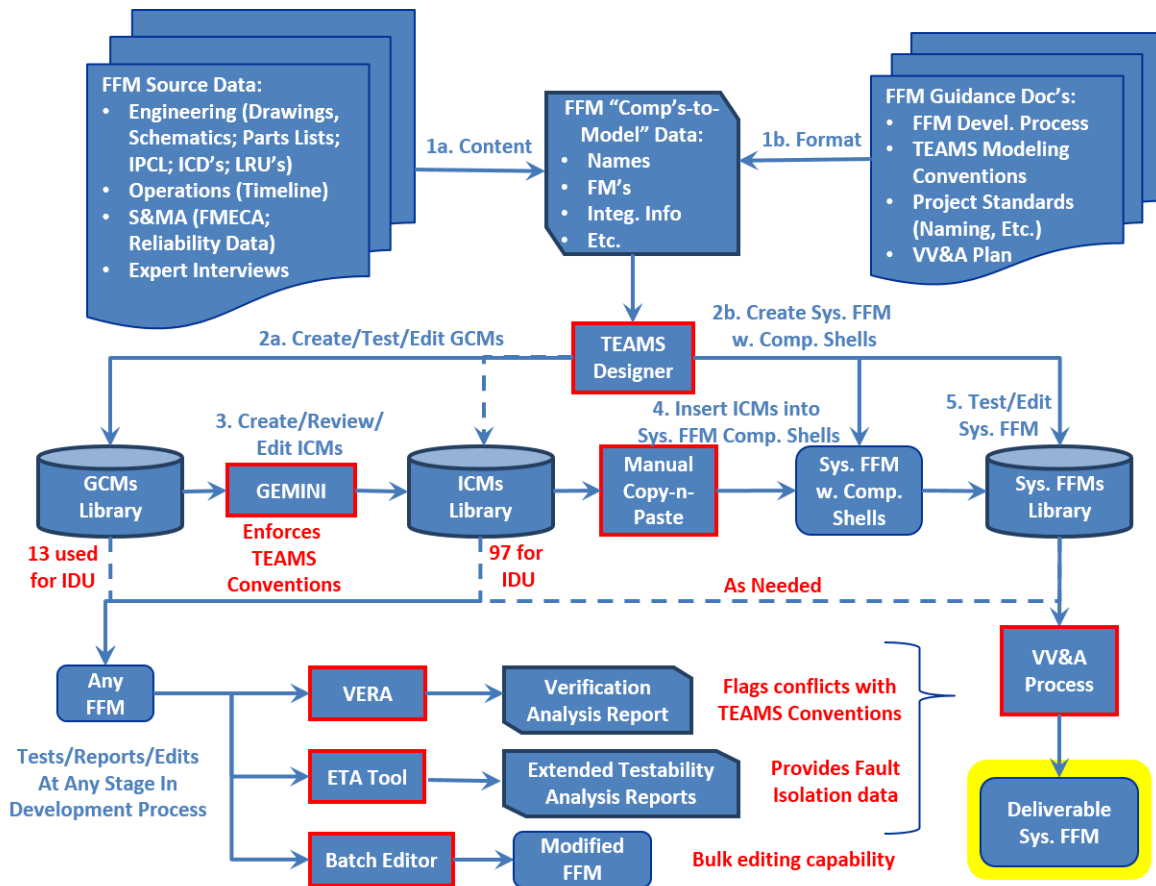 FFM Source Data:
• Engineering (Drawings,
Schematics; Parts Lists;
IPCL; ICD's; LRU's)
• Operations (Timeline)
• S&MA (FMECA;
Reliability Data)
• Expert Interviews
1a. Content
FFM “Comp's-to-
Model” Data:
• Names
• FM's
• Integ. Info
• Etc.
1b. Format
FFM Guidance Doc's:
• FFM Devel. Process
• TEAMS Modeling
Conventions
• Project Standards
(Naming, Etc.)
• VV&A Plan
2a. Create/Test/Edit GCMs
TEAMS
Designer
2b. Create Sys. FFM
w. Comp. Shells
3. Create/Review/
Edit ICMs
4. Insert ICMs into
Sys. FFM Comp. Shells
5. Test/Edit
Sys. FFM
GCMs
Library
GEMINI
ICMs
Library
Manual
Copy-n-
Paste
Sys. FFM
w. Comp.
Shells
Sys. FFMs
Library
13 used
for IDU
Enforces
TEAMS
Conventions
97 for
IDU
As Needed
Any
FFM
VERA
Verification
Analysis Report
Flags conflicts with
TEAMS Conventions
VV&A
Process
Tests/Reports/Edits
At Any Stage In
Development Process
ETA Tool
Extended Testability
Analysis Reports
Provides Fault
Isolation data
Deliverable
Sys. FFM
Batch Editor
Modified
FFM
Bulk editing capability